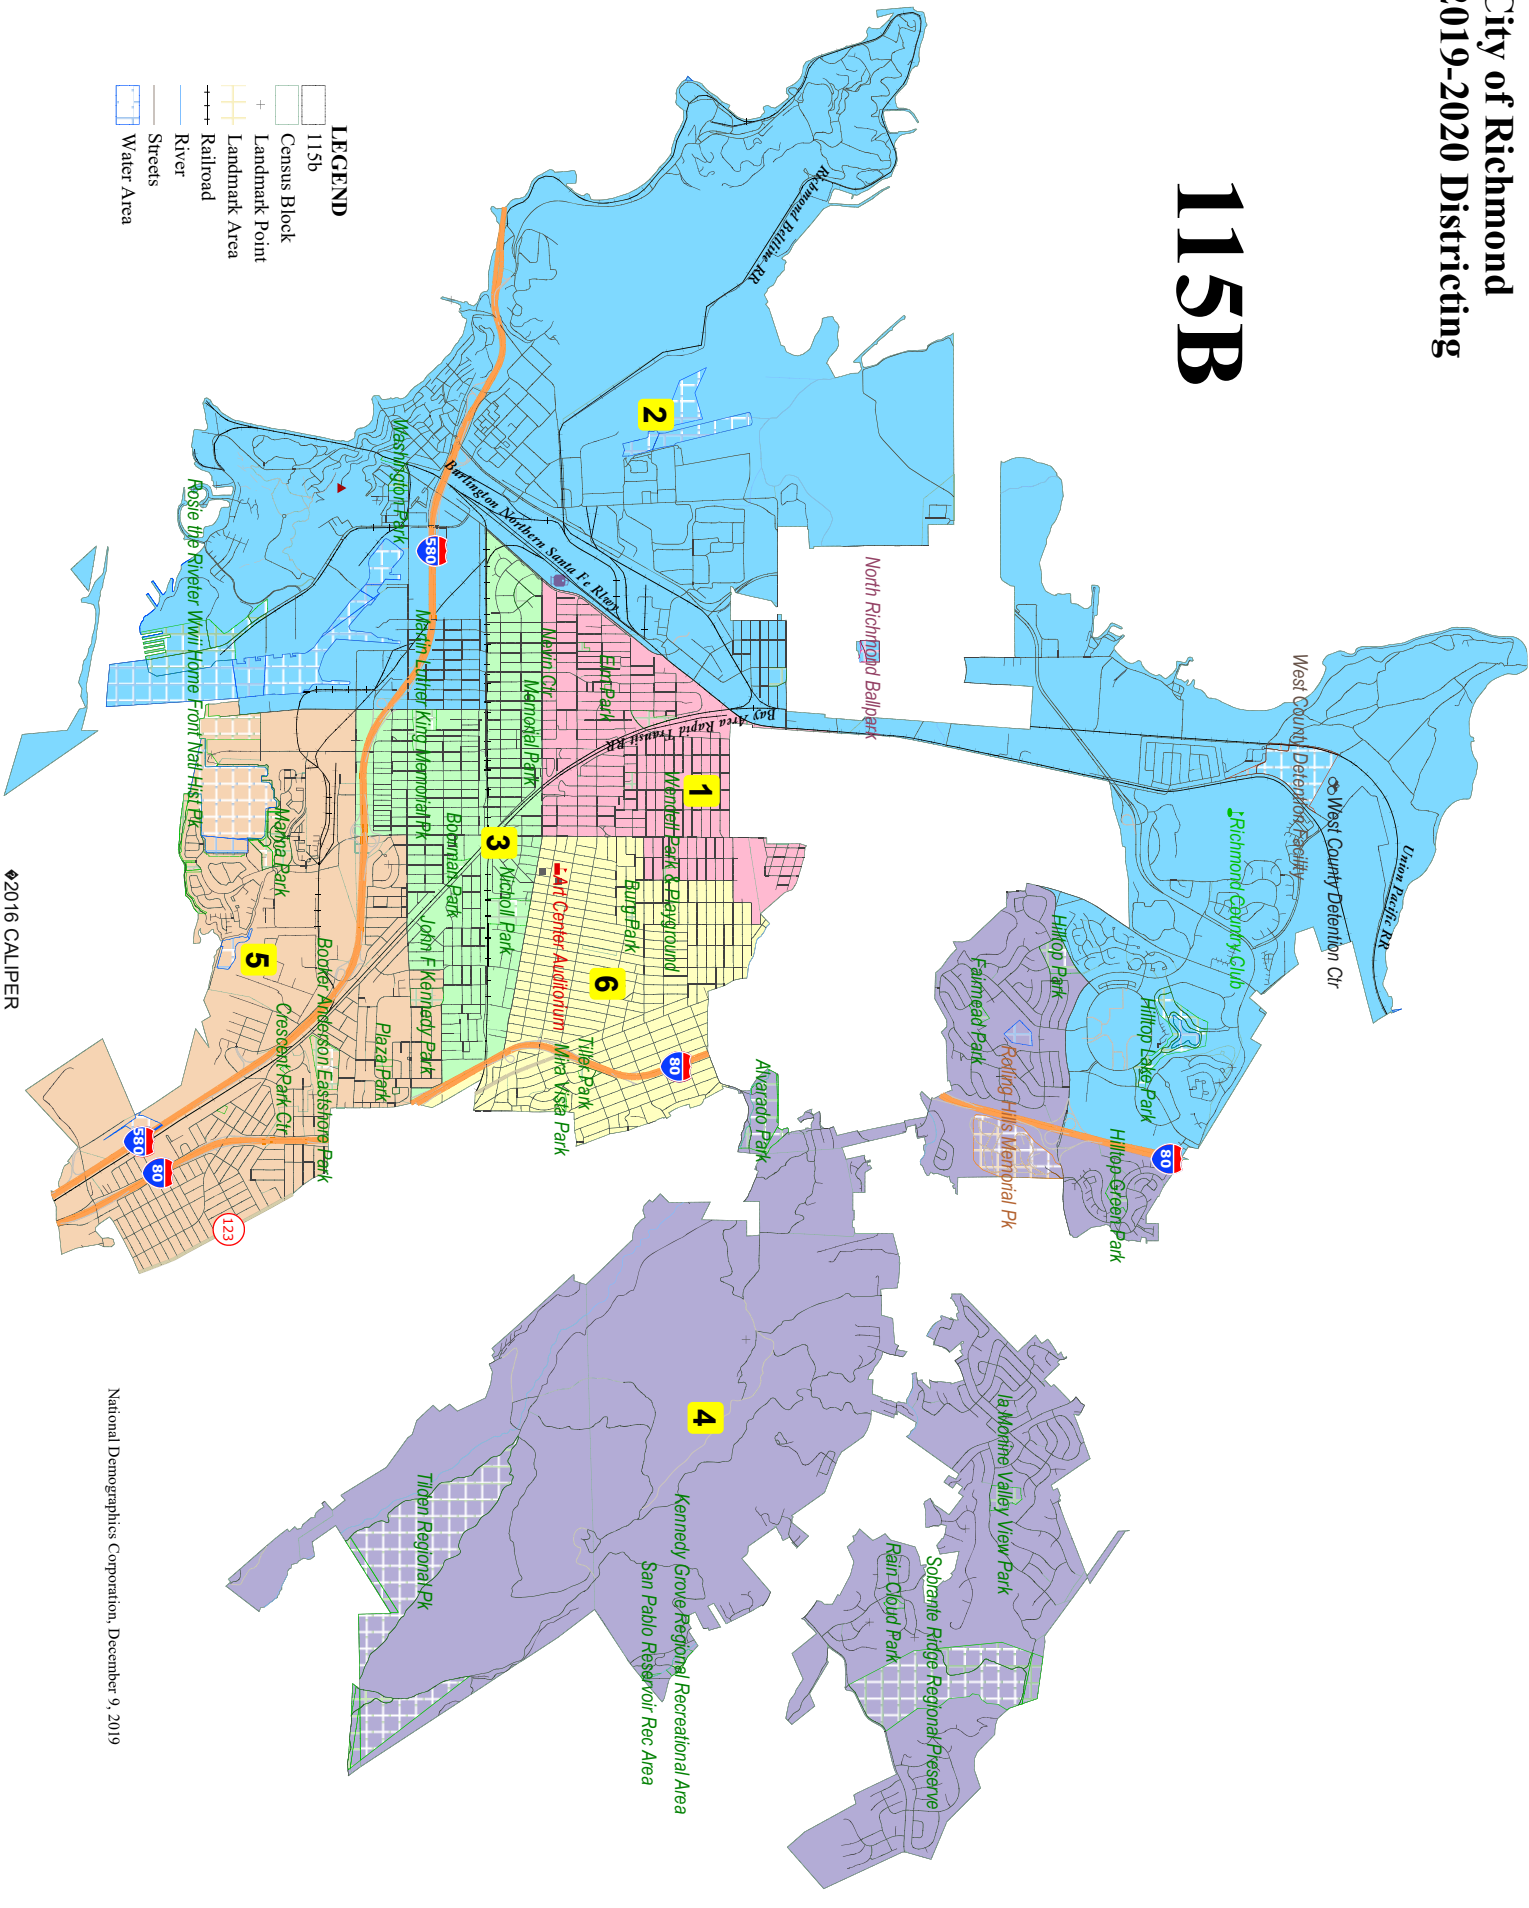 City of Richmond
2019-2020 Districting
115B
Union Pacific RR
West County Detention Ctr
West County Detention Facility
Richmond Country Club
Hilltop Lake Park
Hilltop Park
Hilltop Green Park
80
Fairmead Park
Rolling Hills Memorial Pk
la Moine Valley View Park
Sobrante Ridge Regional Preserve
Rain Cloud Park
North Richmond Ballpark
Richmond Beltline RR
Bay Area Rapid Transit RR
Alvarado Park
2
1
4
Wendell Park & Playground
Kennedy Grove Regional Recreational Area
San Pablo Reservoir Rec Area
80
Burg Park
Elm Park
6
Tiller Park
Mira Vista Park
Art Center Auditorium
Nevin Ctr
Memorial Park
Burlington Northern Santa Fe Rlwy
3
Nicholl Park
Boorman Park
580
Martin Luther King Memorial Pk
John F Kennedy Park
Tilden Regional Pk
Washington Park
Plaza Park
Booker Anderson Eastshore Park
Marina Park
Crescent Park Ctr
5
123
Rosie the Riveter Wwii Home Front Natl Hist Pk
580
80
LEGEND
115b
Census Block
Landmark Point
Landmark Area
Railroad
River
Streets
Water Area
National Demographics Corporation, December 9, 2019
�2016 CALIPER